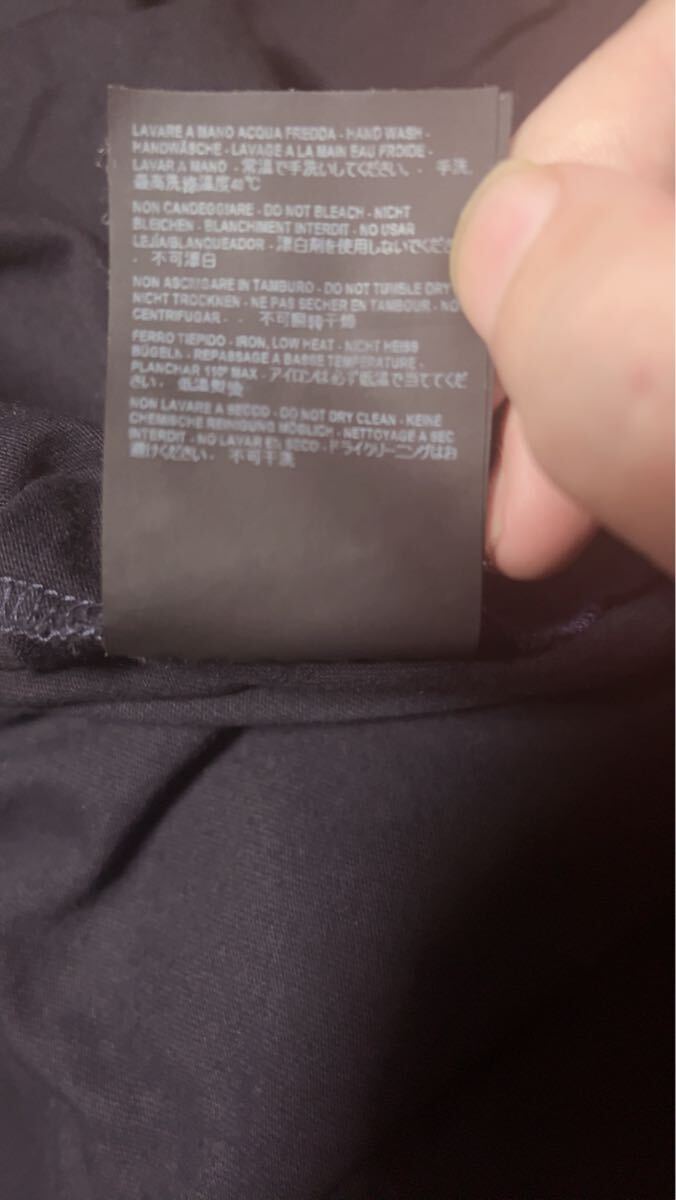 LAVARE A MANO ACQUA FREDDA - HAND WASH -
HANDWÄSCHE - LAVAGE A LA MAIN EAU FROIDE -
LAVAR A MANO - 常温で手洗いしてください。 - 手洗,
最高洗涤温度40℃
NON CANDEGGIARE - DO NOT BLEACH - NICHT
BLEICHEN - BLANCHIMENT INTERDIT - NO USAR
LEJÍA/BLANQUEADOR - 漂白剤を使用しないでくださ
- 不可漂白
NON ASCIUGARE IN TAMBURO - DO NOT TUMBLE DRY
NICHT TROCKNEN - NE PAS SECHER EN TAMBOUR - NO
CENTRIFUGAR - - 不可翻转干燥
FERRO TIEPIDO - IRON, LOW HEAT - NICHT HEISS
BÜGELN - REPASSAGE A BASSE TEMPERATURE -
PLANCHAR 110° MAX - アイロンは必ず低温で当ててくだ
さい。 低温熨烫
NON LAVARE A SECCO - DO NOT DRY CLEAN - KEINE
CHEMISCHE REINIGUNG MÖGLICH - NETTOYAGE A SEC
INTERDIT - NO LAVAR EN SECO - ドライクリーニングはお
避けください。 不可干洗